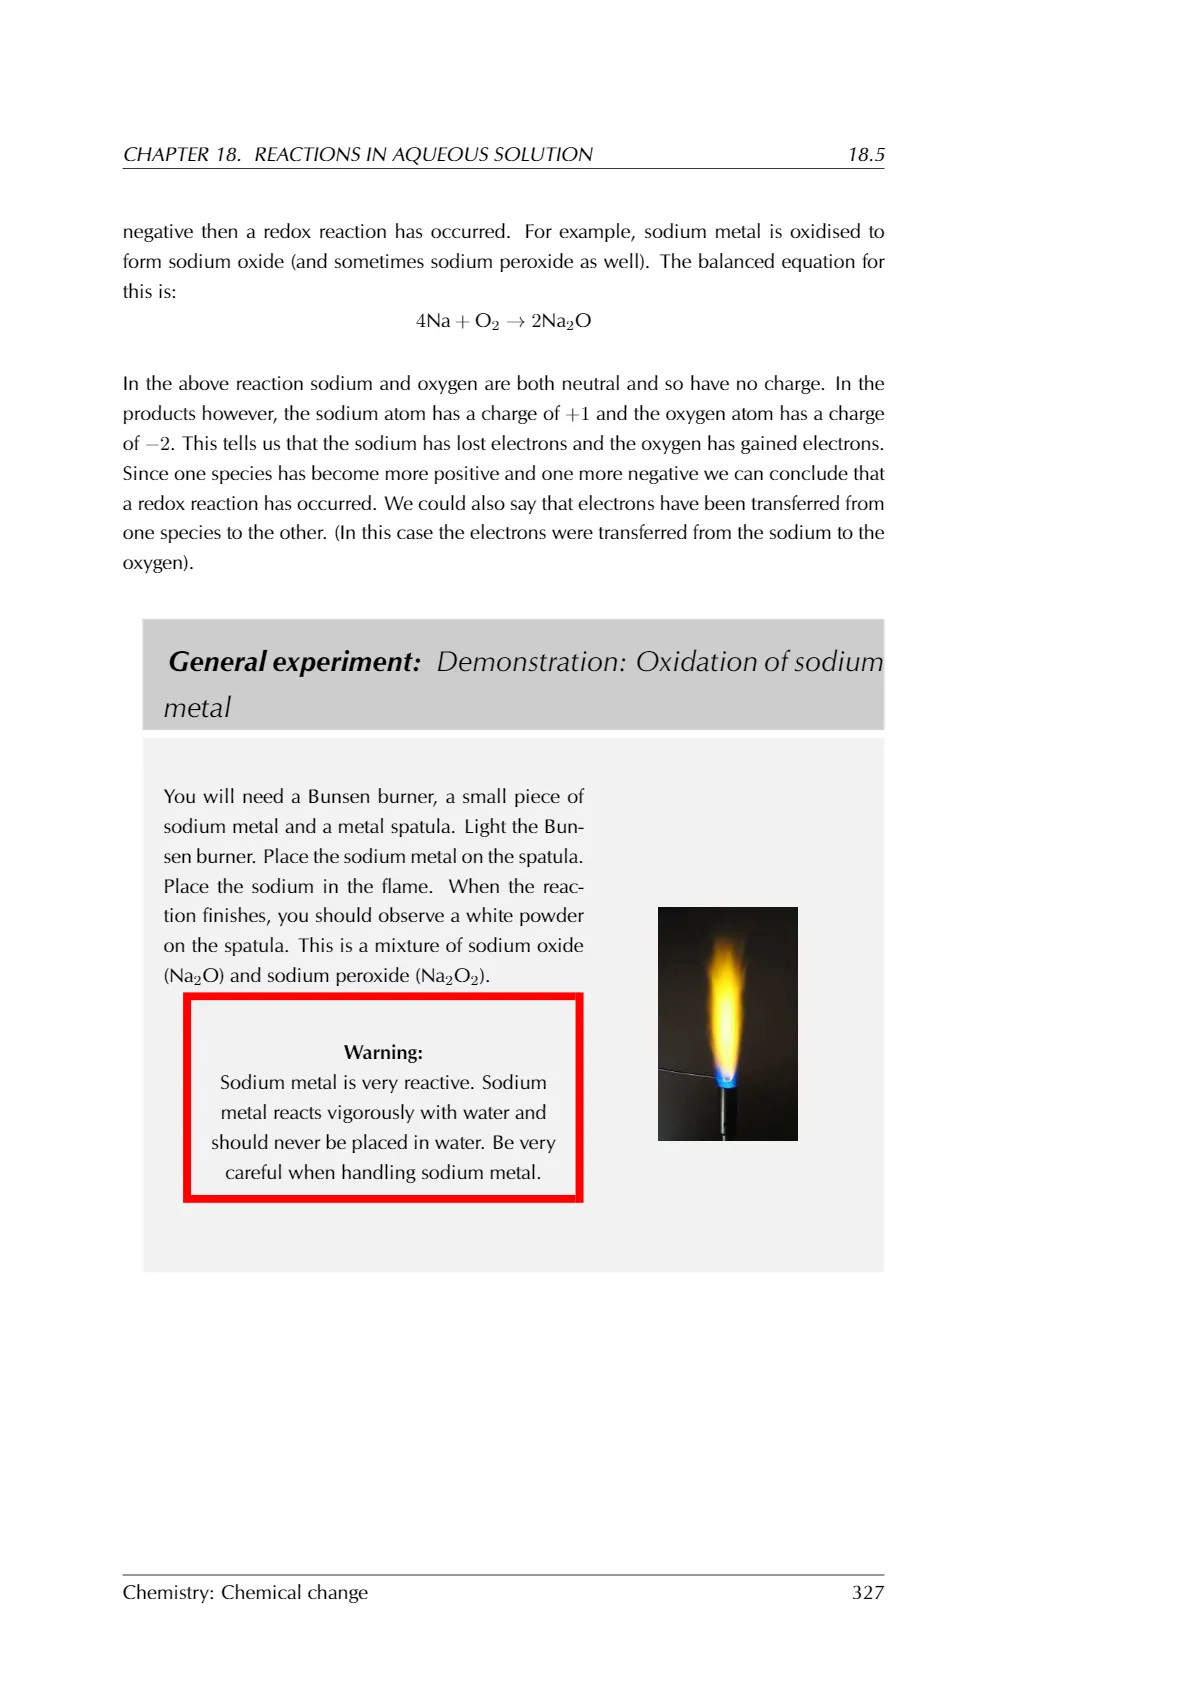 CHAPTER 18. REACTIONS IN AQUEOUS SOLUTION 18.5
negative then a redox reaction has occurred. For example, sodium metal is oxidised to
form sodium oxide (and sometimes sodium peroxide as well). The balanced equation for
this is:
4Na + O₂ → 2Na₂O
In the above reaction sodium and oxygen are both neutral and so have no charge. In the
products however, the sodium atom has a charge of +1 and the oxygen atom has a charge
of −2. This tells us that the sodium has lost electrons and the oxygen has gained electrons.
Since one species has become more positive and one more negative we can conclude that
a redox reaction has occurred. We could also say that electrons have been transferred from
one species to the other. (In this case the electrons were transferred from the sodium to the
oxygen).
General experiment: Demonstration: Oxidation of sodium
metal
You will need a Bunsen burner, a small piece of
sodium metal and a metal spatula. Light the Bun-
sen burner. Place the sodium metal on the spatula.
Place the sodium in the flame. When the reac-
tion finishes, you should observe a white powder
on the spatula. This is a mixture of sodium oxide
(Na₂O) and sodium peroxide (Na₂O₂).
Warning:
Sodium metal is very reactive. Sodium
metal reacts vigorously with water and
should never be placed in water. Be very
careful when handling sodium metal.
Chemistry: Chemical change 327